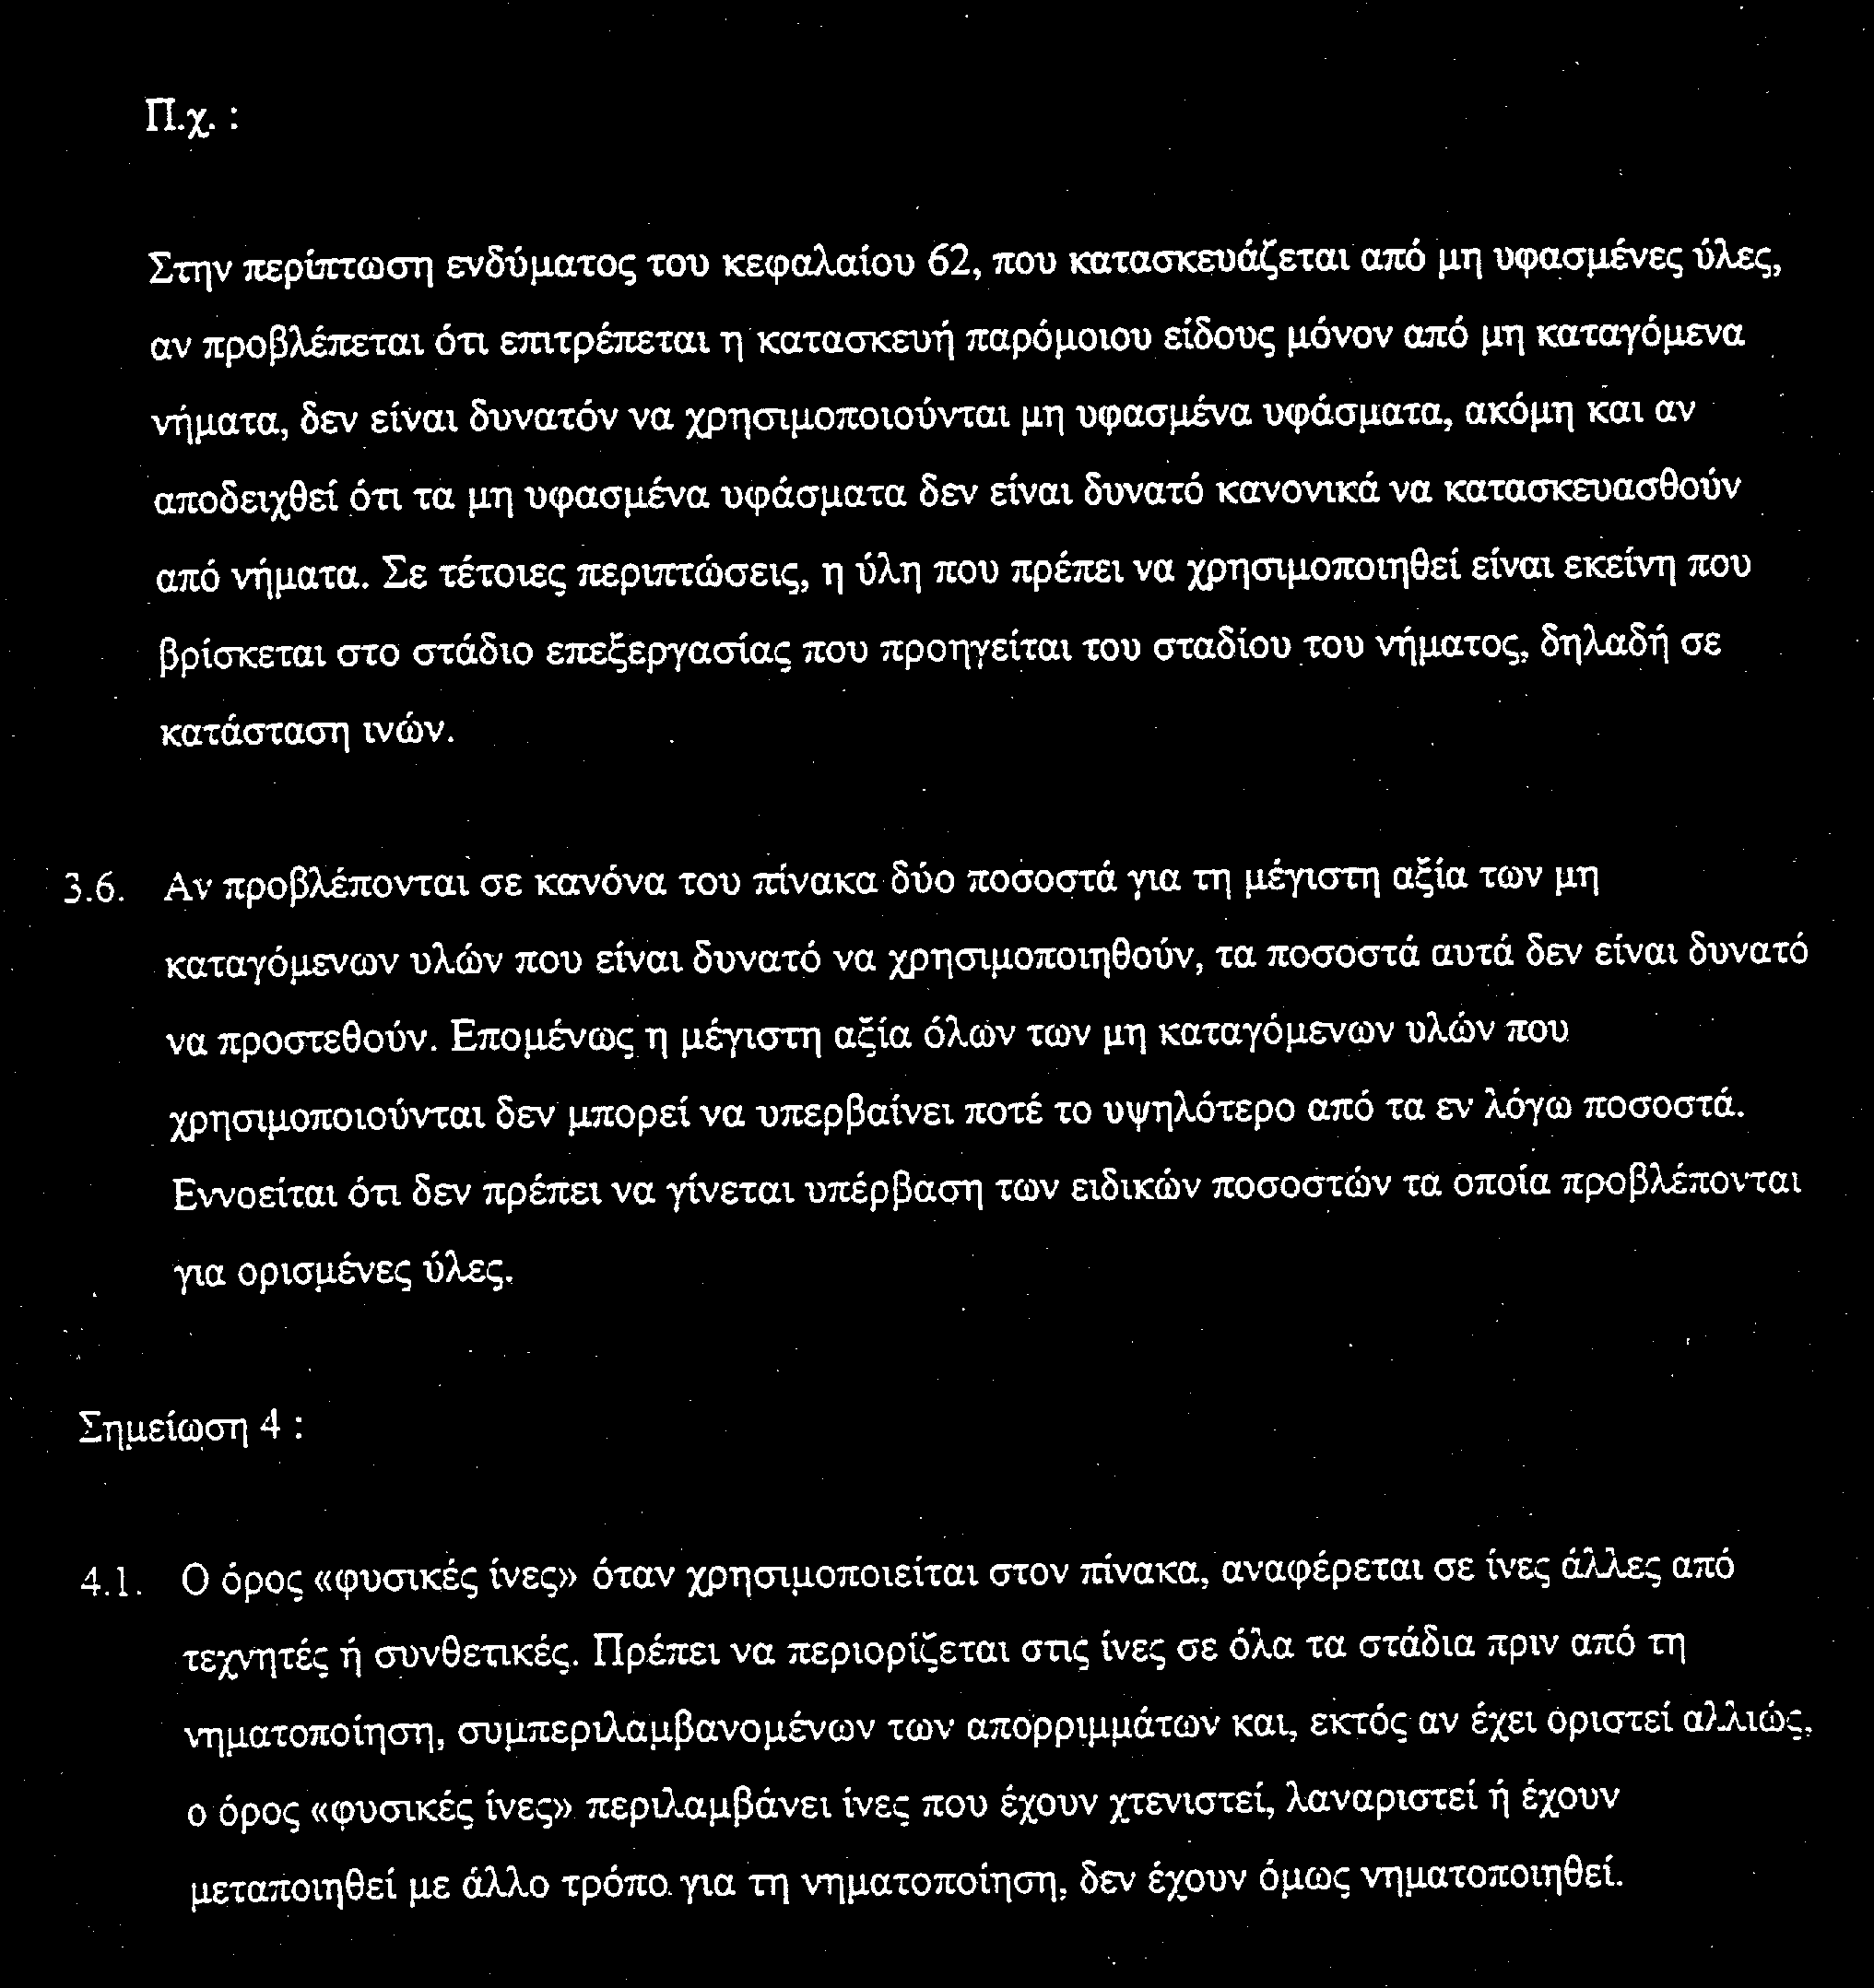 Π.χ. :
Στην περίπτωση ενδύματος του κεφαλαίου 62, που κατασκευάζεται από μη υφασμένες ύλες,
αν προβλέπεται ότι επιτρέπεται η κατασκευή παρόμοιου είδους μόνον από μη καταγόμενα
νήματα, δεν είναι δυνατόν να χρησιμοποιούνται μη υφασμένα υφάσματα, ακόμη και αν
αποδειχθεί ότι τα μη υφασμένα υφάσματα δεν είναι δυνατό κανονικά να κατασκευασθούν
από νήματα. Σε τέτοιες περιπτώσεις, η ύλη που πρέπει να χρησιμοποιηθεί είναι εκείνη που
βρίσκεται στο στάδιο επεξεργασίας που προηγείται του σταδίου του νήματος, δηλαδή σε
κατάσταση ινών.
3.6. Αν προβλέπονται σε κανόνα του πίνακα δύο ποσοστά για τη μέγιστη αξία των μη
καταγόμενων υλών που είναι δυνατό να χρησιμοποιηθούν, τα ποσοστά αυτά δεν είναι δυνατό
να προστεθούν. Επομένως η μέγιστη αξία όλων των μη καταγόμενων υλών που
χρησιμοποιούνται δεν μπορεί να υπερβαίνει ποτέ το υψηλότερο από τα εν λόγω ποσοστά.
Εννοείται ότι δεν πρέπει να γίνεται υπέρβαση των ειδικών ποσοστών τα οποία προβλέπονται
για ορισμένες ύλες.
Σημείωση 4 :
4.1. Ο όρος «φυσικές ίνες» όταν χρησιμοποιείται στον πίνακα, αναφέρεται σε ίνες άλλες από
τεχνητές ή συνθετικές. Πρέπει να περιορίζεται στις ίνες σε όλα τα στάδια πριν από τη
νηματοποίηση, συμπεριλαμβανομένων των απορριμμάτων και, εκτός αν έχει οριστεί αλλιώς,
ο όρος «φυσικές ίνες» περιλαμβάνει ίνες που έχουν χτενιστεί, λαναριστεί ή έχουν
μεταποιηθεί με άλλο τρόπο για τη νηματοποίηση, δεν έχουν όμως νηματοποιηθεί.